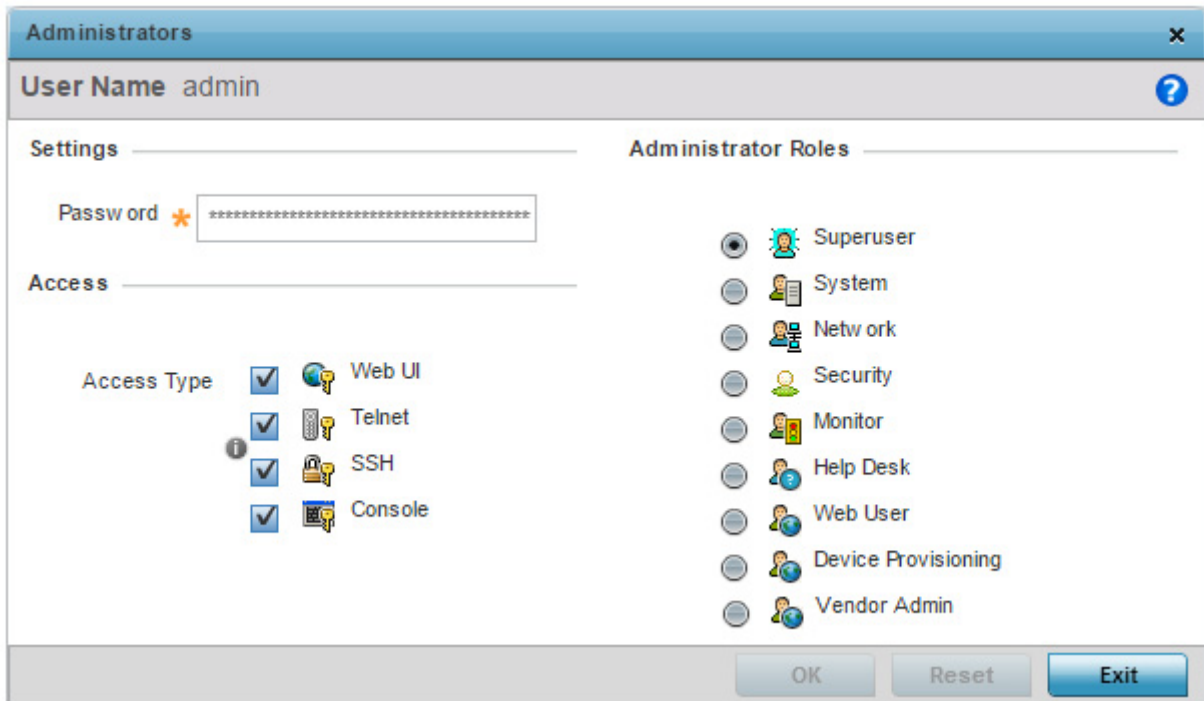 Administrators
User Name admin
Settings
Password * ****************************************
Access
Access Type
Web UI
Telnet
SSH
Console
Administrator Roles
Superuser
System
Network
Security
Monitor
Help Desk
Web User
Device Provisioning
Vendor Admin
OK Reset Exit